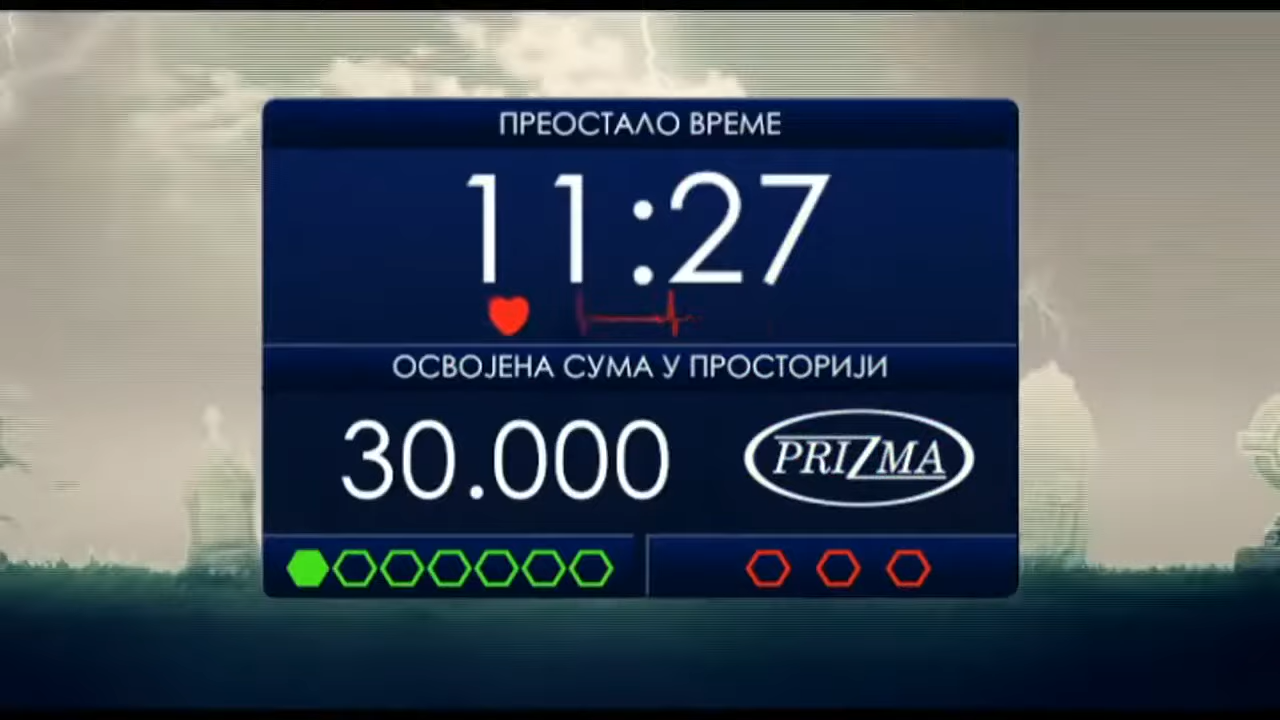 ПРЕОСТАЛО ВРЕМЕ
11:27
ОСВОЈЕНА СУМА У ПРОСТОРИЈИ
30.000
PRIZMA